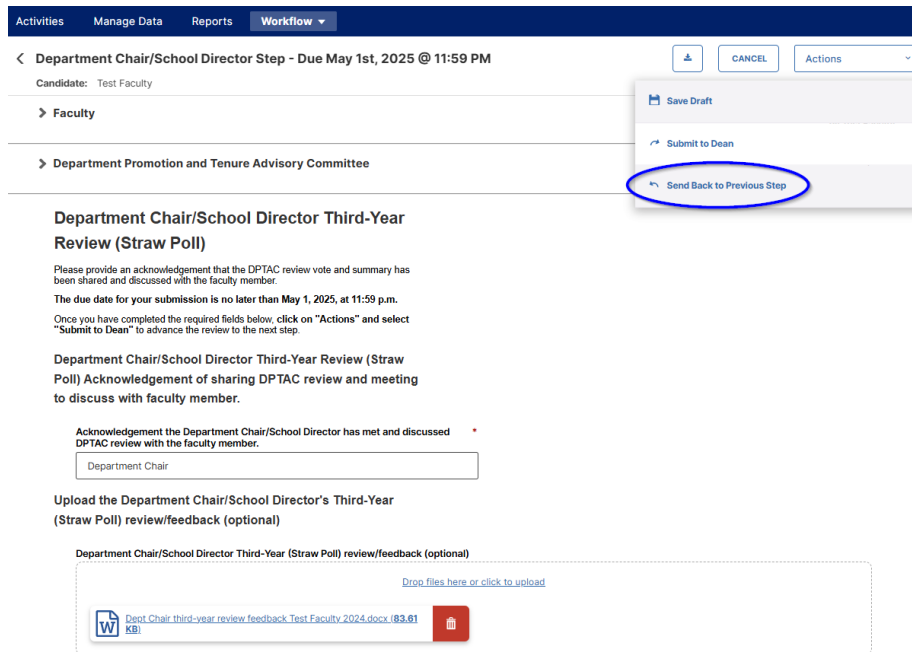 Activities Manage Data Reports Workflow
Department Chair/School Director Step - Due May 1st, 2025 @ 11:59 PM
CANCEL
Actions
Candidate: Test Faculty
Save Draft
Submit to Dean
Send Back to Previous Step
Faculty
Department Promotion and Tenure Advisory Committee
Department Chair/School Director Third-Year
Review (Straw Poll)
Please provide an acknowledgement that the DPTAC review vote and summary has
been shared and discussed with the faculty member.
The due date for your submission is no later than May 1, 2025, at 11:59 p.m.
Once you have completed the required fields below, click on "Actions" and select
"Submit to Dean" to advance the review to the next step.
Department Chair/School Director Third-Year Review (Straw
Poll) Acknowledgement of sharing DPTAC review and meeting
to discuss with faculty member.
Acknowledgement the Department Chair/School Director has met and discussed *
DPTAC review with the faculty member.
Department Chair
Upload the Department Chair/School Director's Third-Year
(Straw Poll) review/feedback (optional)
Department Chair/School Director Third-Year (Straw Poll) review/feedback (optional)
Drop files here or click to upload
W
Dept Chair third-year review feedback Test Faculty 2024.docx (83.61
KB)